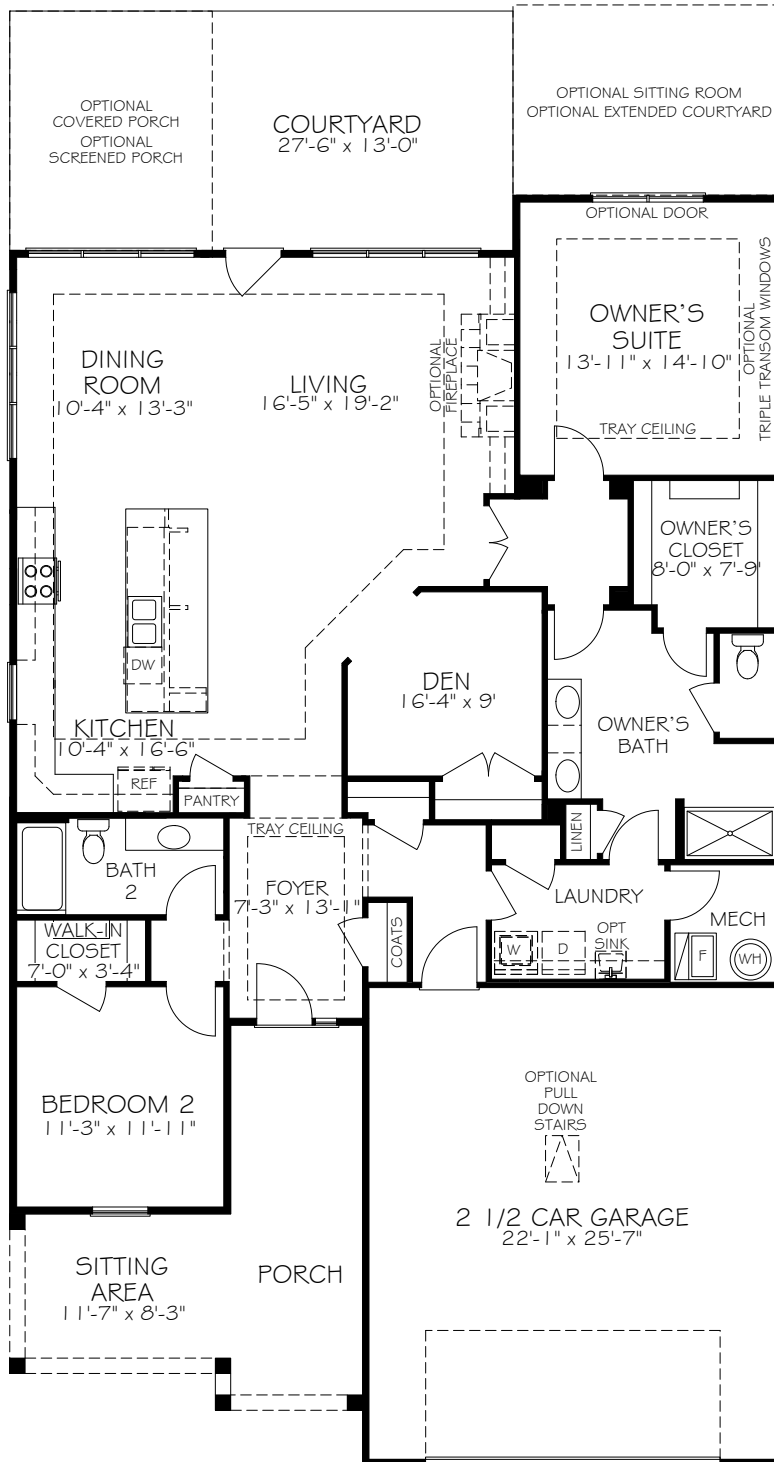 OPTIONAL
COVERED PORCH
OPTIONAL
SCREENED PORCH
COURTYARD
27'-6" x 13'-0"
OPTIONAL SITTING ROOM
OPTIONAL EXTENDED COURTYARD
OPTIONAL DOOR
OWNER'S
SUITE
13'-11" x 14'-10"
TRAY CEILING
OPTIONAL
TRIPLE TRANSOM WINDOWS
DINING
ROOM
10'-4" x 13'-3"
LIVING
16'-5" x 19'-2"
OPTIONAL
FIREPLACE
OWNER'S
CLOSET
8'-0" x 7'-9"
DW
DEN
16'-4" x 9'
OWNER'S
BATH
KITCHEN
10'-4" x 16'-6"
REF
PANTRY
TRAY CEILING
LINEN
BATH
2
FOYER
7'-3" x 13'-1"
LAUNDRY
WALK-IN
CLOSET
7'-0" x 3'-4"
COATS
W
D
OPT
SINK
MECH
F
WH
BEDROOM 2
11'-3" x 11'-11"
OPTIONAL
PULL
DOWN
STAIRS
2 1/2 CAR GARAGE
22'-1" x 25'-7"
SITTING
AREA
11'-7" x 8'-3"
PORCH